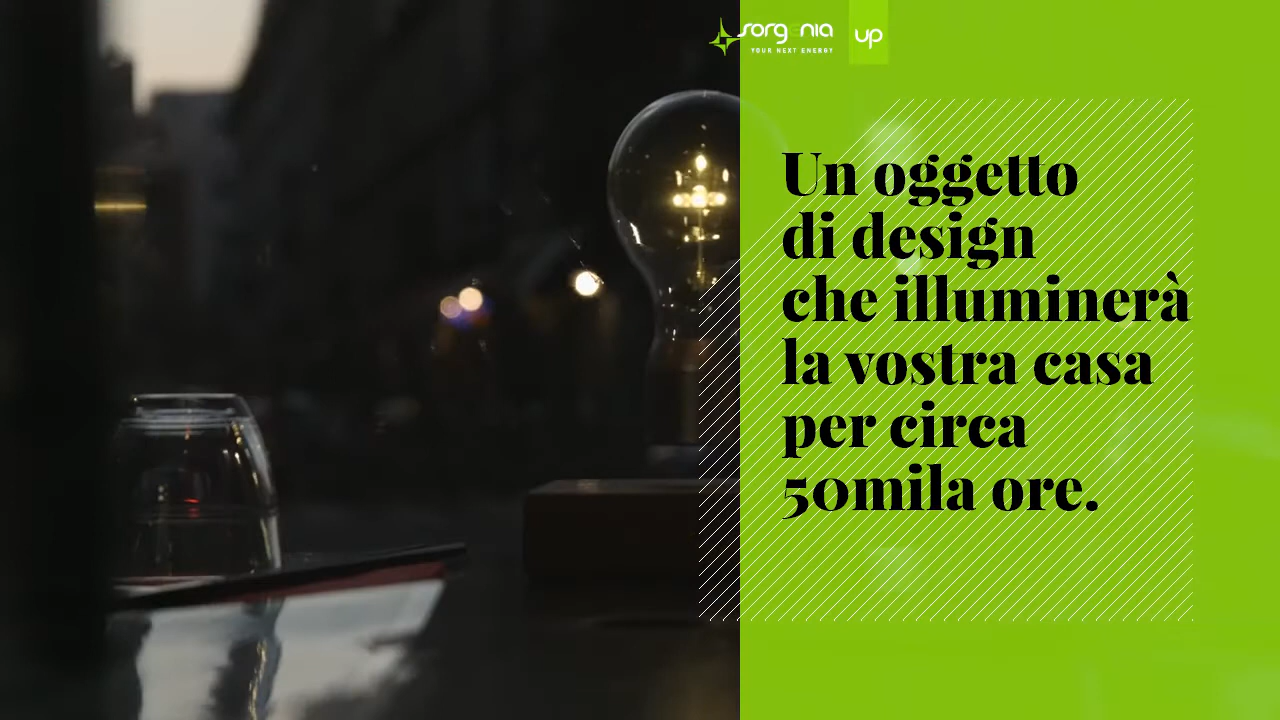 sorgenia
YOUR NEXT ENERGY
up
Un oggetto
di design
che illuminerà
la vostra casa
per circa
50mila ore.